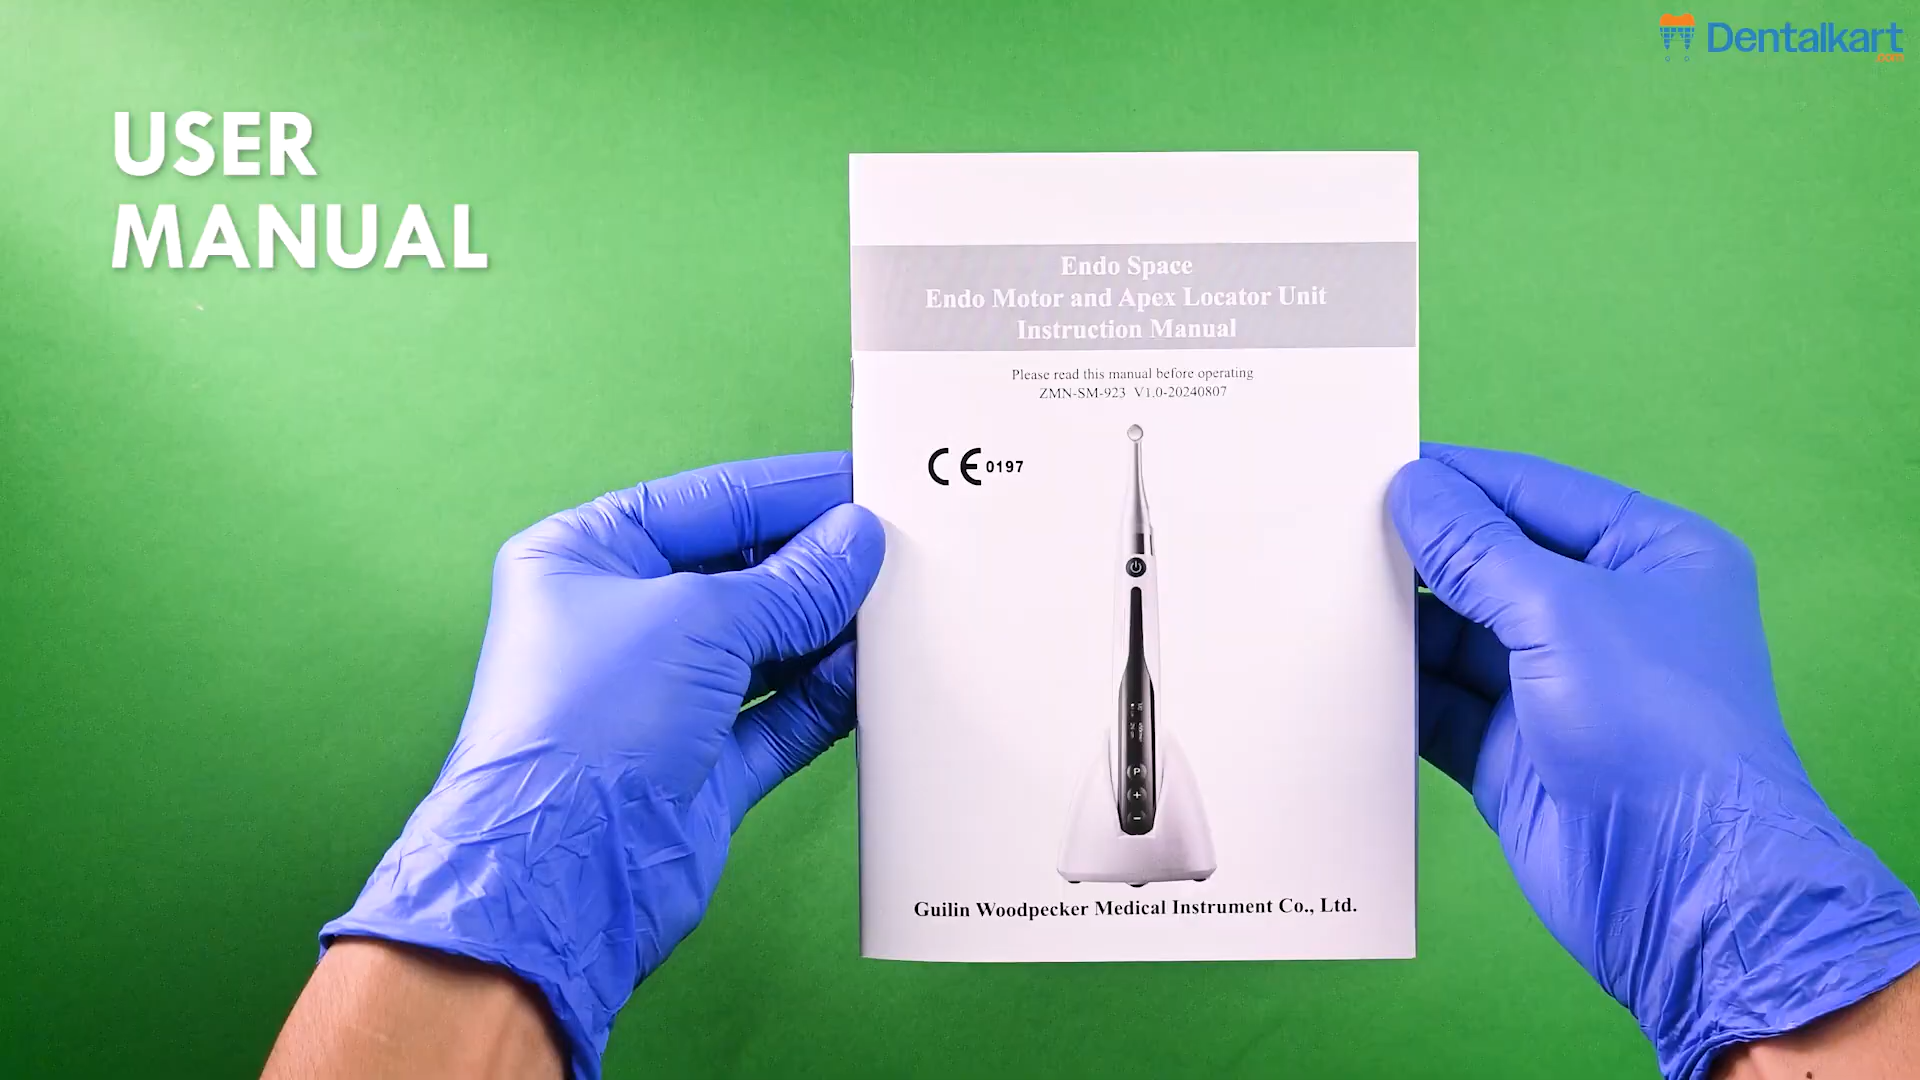 Dentalkart
.com
USER
MANUAL
Endo Space
Endo Motor and Apex Locator Unit
Instruction Manual
Please read this manual before operating
ZMN-SM-923 V1.0-20240807
CE 0197
P
+
-
Guilin Woodpecker Medical Instrument Co., Ltd.